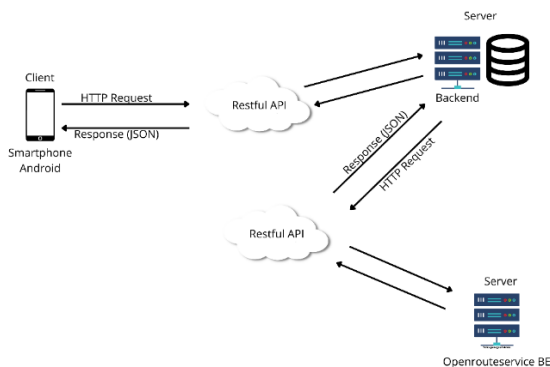 Server
Client
HTTP Request
Restful API
Response (JSON)
Backend
Smartphone
Android
Response (JSON)
HTTP Request
Restful API
Server
Openrouteservice BE